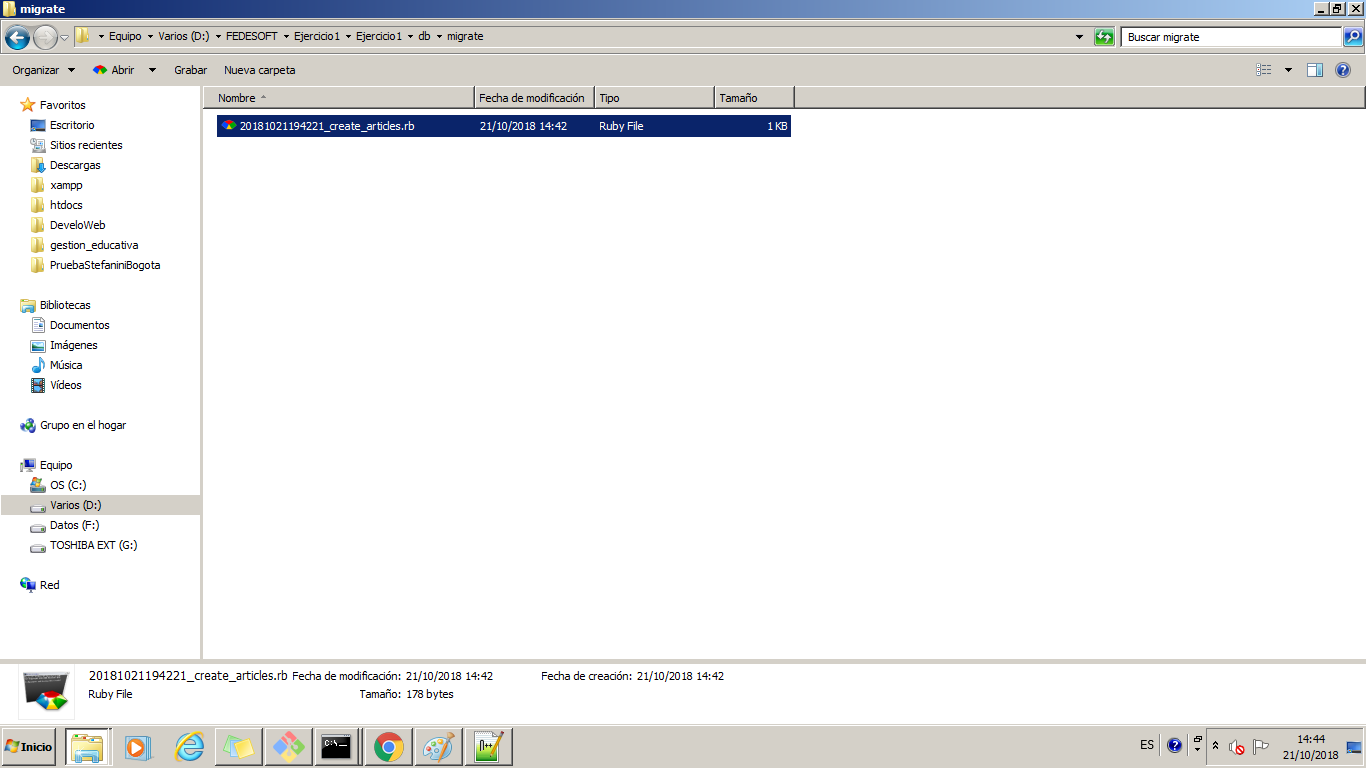 migrate
Equipo Varios (D:) FEDESOFT Ejercicio1 Ejercicio1 db migrate
Buscar migrate
Organizar Abrir Grabar Nueva carpeta
Favoritos
Escritorio
Sitios recientes
Descargas
xampp
htdocs
DeveloWeb
gestion_educativa
PruebaStefaniniBogota
Bibliotecas
Documentos
Imágenes
Música
Vídeos
Grupo en el hogar
Equipo
OS (C:)
Varios (D:)
Datos (F:)
TOSHIBA EXT (G:)
Red
Nombre Fecha de modificación Tipo Tamaño
20181021194221_create_articles.rb 21/10/2018 14:42 Ruby File 1 KB
20181021194221_create_articles.rb Fecha de modificación: 21/10/2018 14:42 Fecha de creación: 21/10/2018 14:42
Ruby File Tamaño: 178 bytes
Inicio
C:\_
ES
14:44
21/10/2018